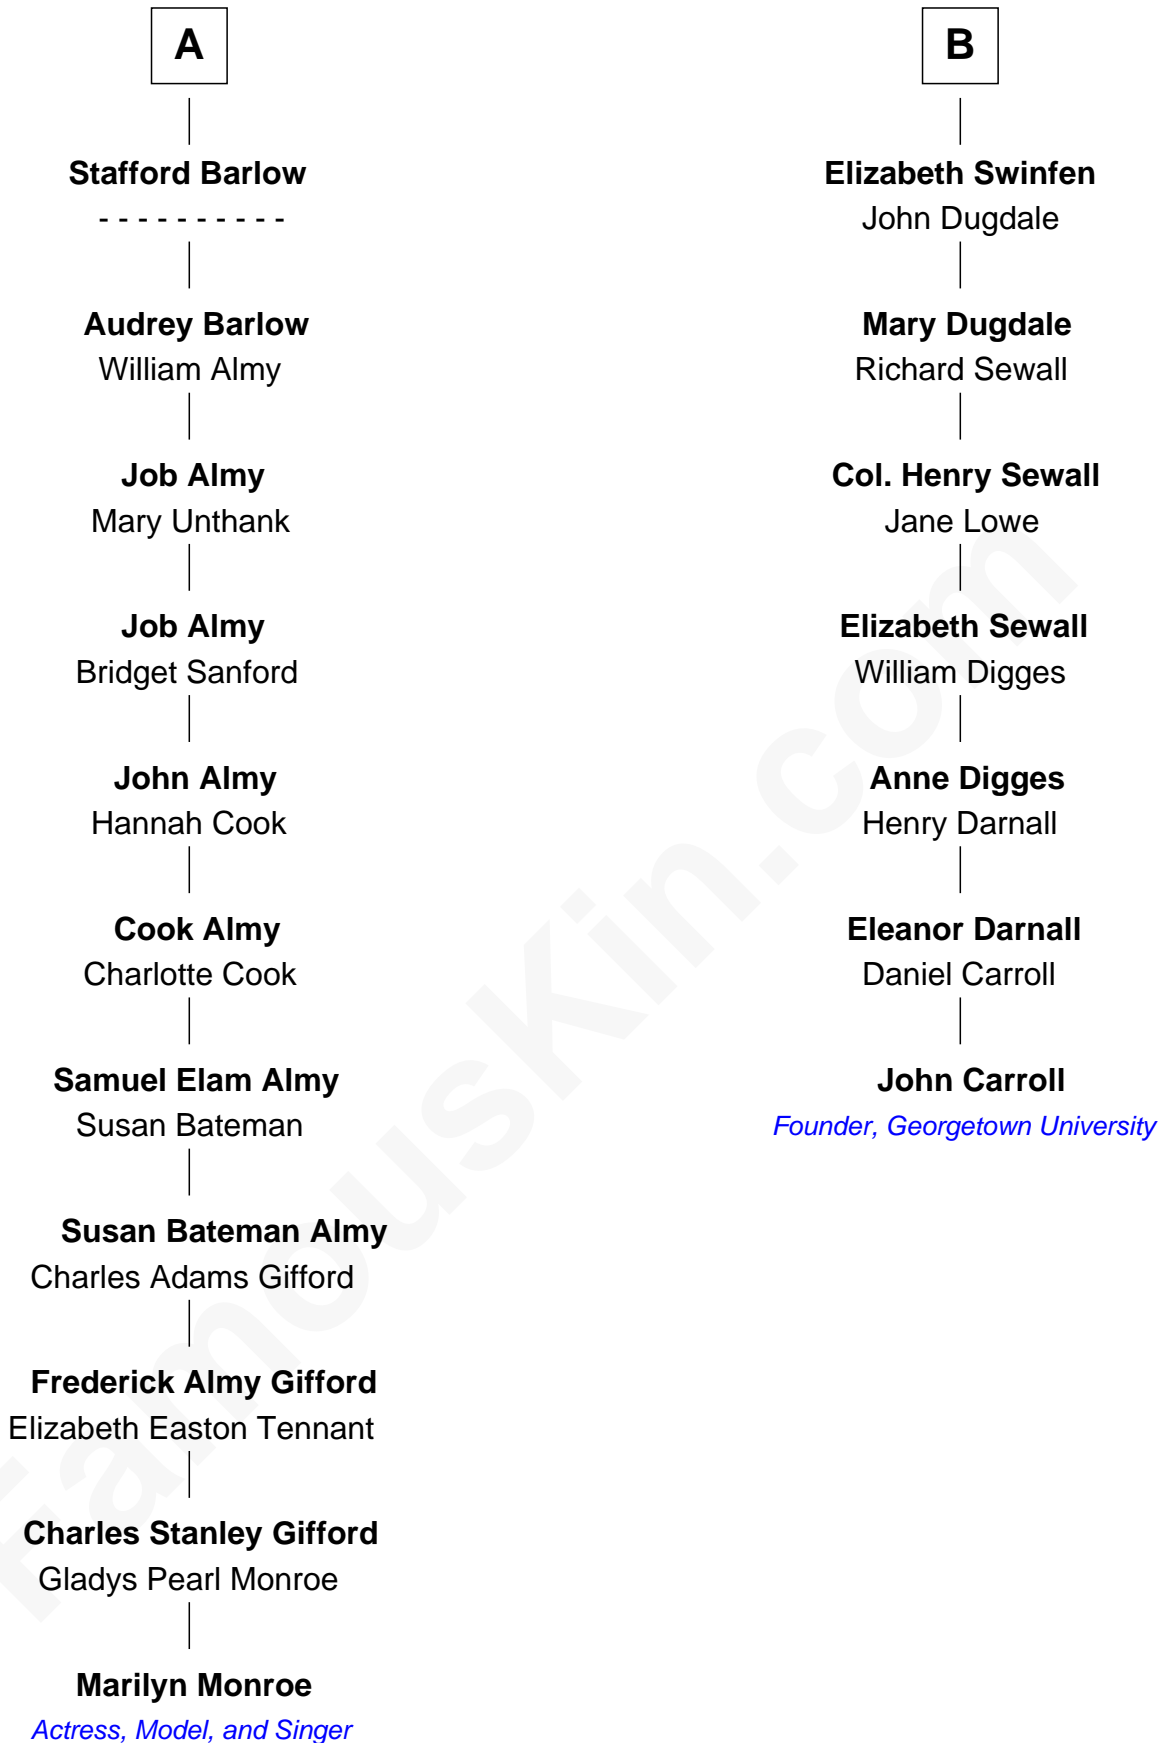 A
Stafford Barlow
- - - - - - - - - -
Audrey Barlow
William Almy
Job Almy
Mary Unthank
Job Almy
Bridget Sanford
John Almy
Hannah Cook
Cook Almy
Charlotte Cook
Samuel Elam Almy
Susan Bateman
Susan Bateman Almy
Charles Adams Gifford
Frederick Almy Gifford
Elizabeth Easton Tennant
Charles Stanley Gifford
Gladys Pearl Monroe
Marilyn Monroe
Actress, Model, and Singer
B
Elizabeth Swinfen
John Dugdale
Mary Dugdale
Richard Sewall
Col. Henry Sewall
Jane Lowe
Elizabeth Sewall
William Digges
Anne Digges
Henry Darnall
Eleanor Darnall
Daniel Carroll
John Carroll
Founder, Georgetown University
FamousKin.com